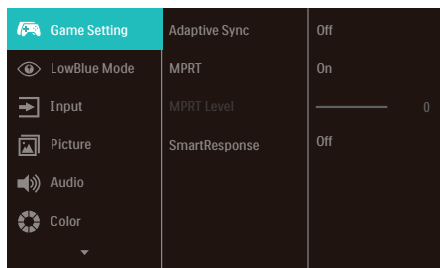 Game Setting Adaptive Sync Off
LowBlue Mode MPRT On
Input MPRT Level 0
Picture SmartResponse Off
Audio
Color